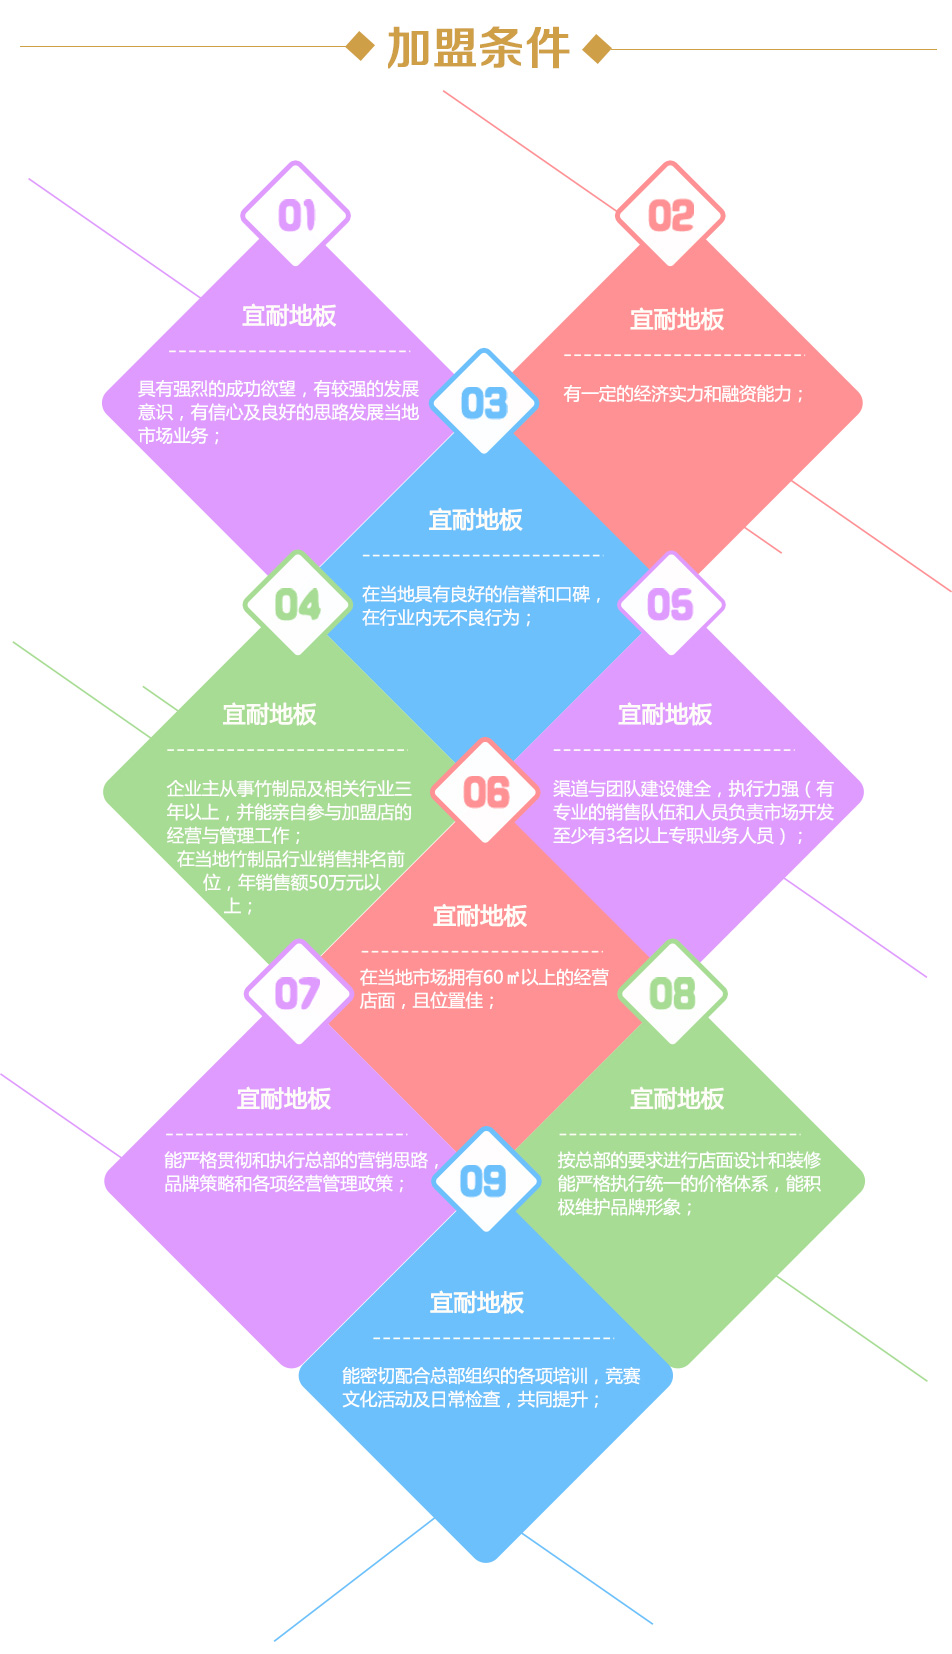 加盟条件
01
宜耐地板
具有强烈的成功欲望，有较强的发展
意识，有信心及良好的思路发展当地
市场业务；
02
宜耐地板
有一定的经济实力和融资能力；
03
宜耐地板
在当地具有良好的信誉和口碑，
在行业内无不良行为；
04
宜耐地板
企业主从事竹制品及相关行业三
年以上，并能亲自参与加盟店的
经营与管理工作；
在当地竹制品行业销售排名前
位，年销售额50万元以
上；
05
宜耐地板
渠道与团队建设健全，执行力强（有
专业的销售队伍和人员负责市场开发
至少有3名以上专职业务人员）；
06
宜耐地板
在当地市场拥有60㎡以上的经营
店面，且位置佳；
07
宜耐地板
能严格贯彻和执行总部的营销思路，
品牌策略和各项经营管理政策；
08
宜耐地板
按总部的要求进行店面设计和装修
能严格执行统一的价格体系，能积
极维护品牌形象；
09
宜耐地板
能密切配合总部组织的各项培训，竞赛
文化活动及日常检查，共同提升；